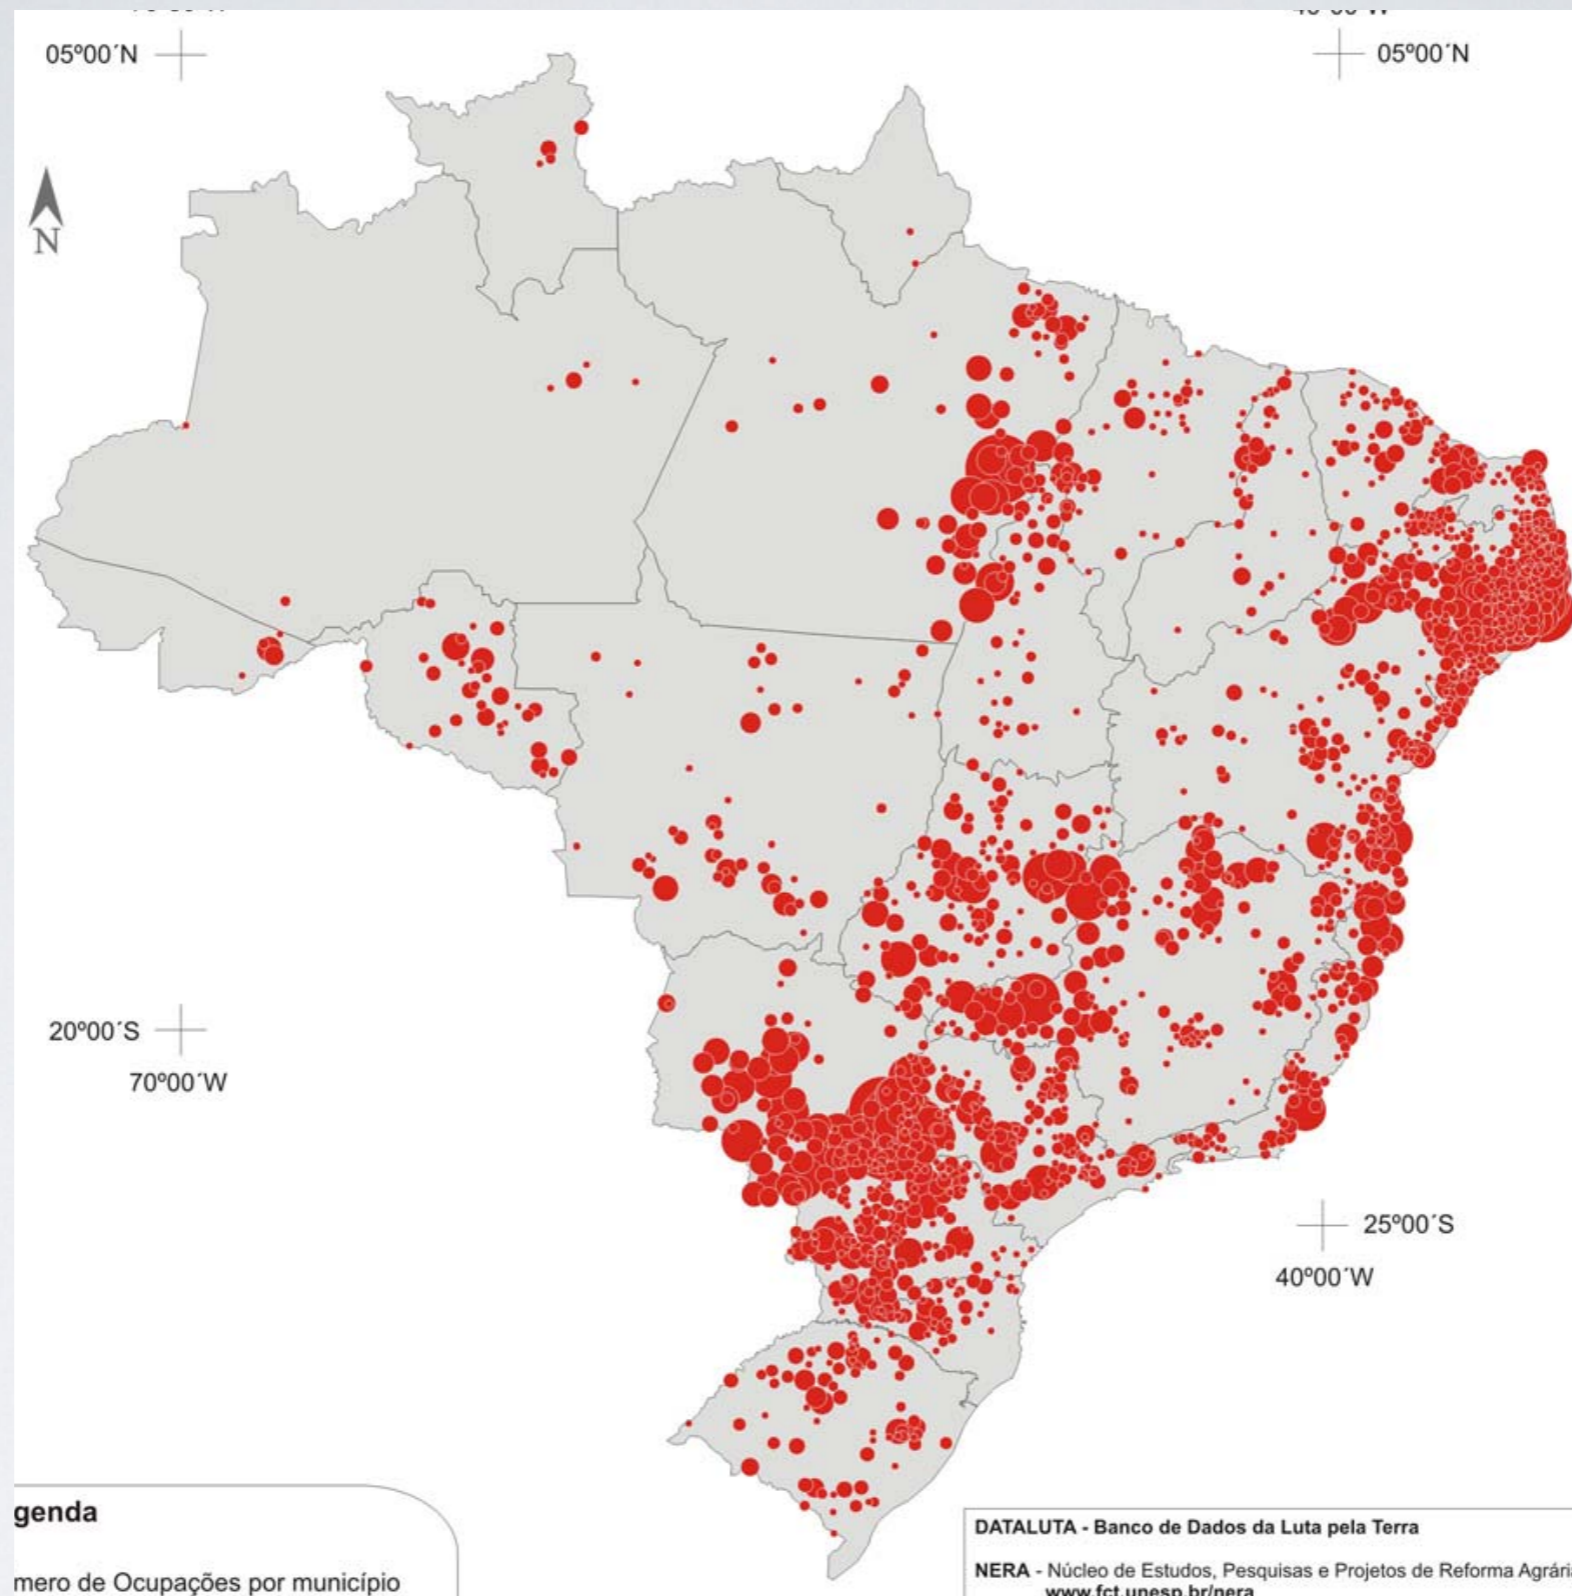 05º00´N
05º00´N
N
20º00´S
70º00´W
25º00´S
40º00´W
genda
mero de Ocupações por município
DATALUTA - Banco de Dados da Luta pela Terra
NERA - Núcleo de Estudos, Pesquisas e Projetos de Reforma Agrári
www.fct.unesp.br/nera